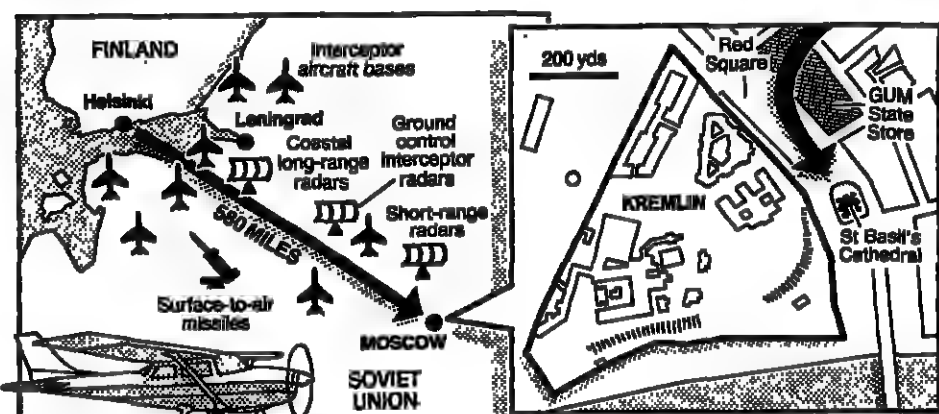 FINLAND
Interceptor
aircraft bases
Helsinki
Leningrad
Coastal
long-range
radars
Ground
control
interceptor
radars
Short-range
radars
580 MILES
Surface-to-air
missiles
MOSCOW
SOVIET
UNION
200 yds
Red
Square
GUM
State
Store
KREMLIN
St Basil's
Cathedral